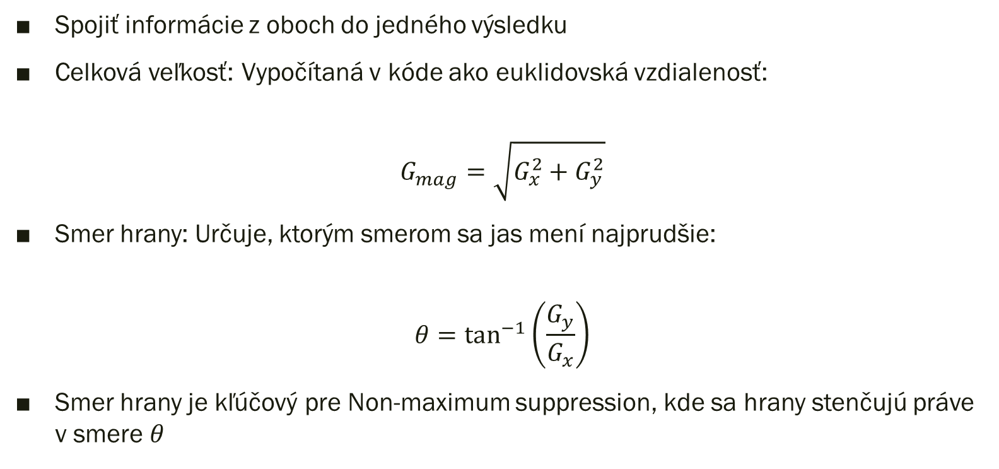 ▪ Spojiť informácie z oboch do jedného výsledku
▪ Celková veľkosť: Vypočítaná v kóde ako euklidovská vzdialenosť:
G_{mag} = \sqrt{G_x^2 + G_y^2}
▪ Smer hrany: Určuje, ktorým smerom sa jas mení najprudšie:
θ = \tan^{-1}\left(\frac{G_y}{G_x}\right)
▪ Smer hrany je kľúčový pre Non-maximum suppression, kde sa hrany stenčujú práve
v smere θ